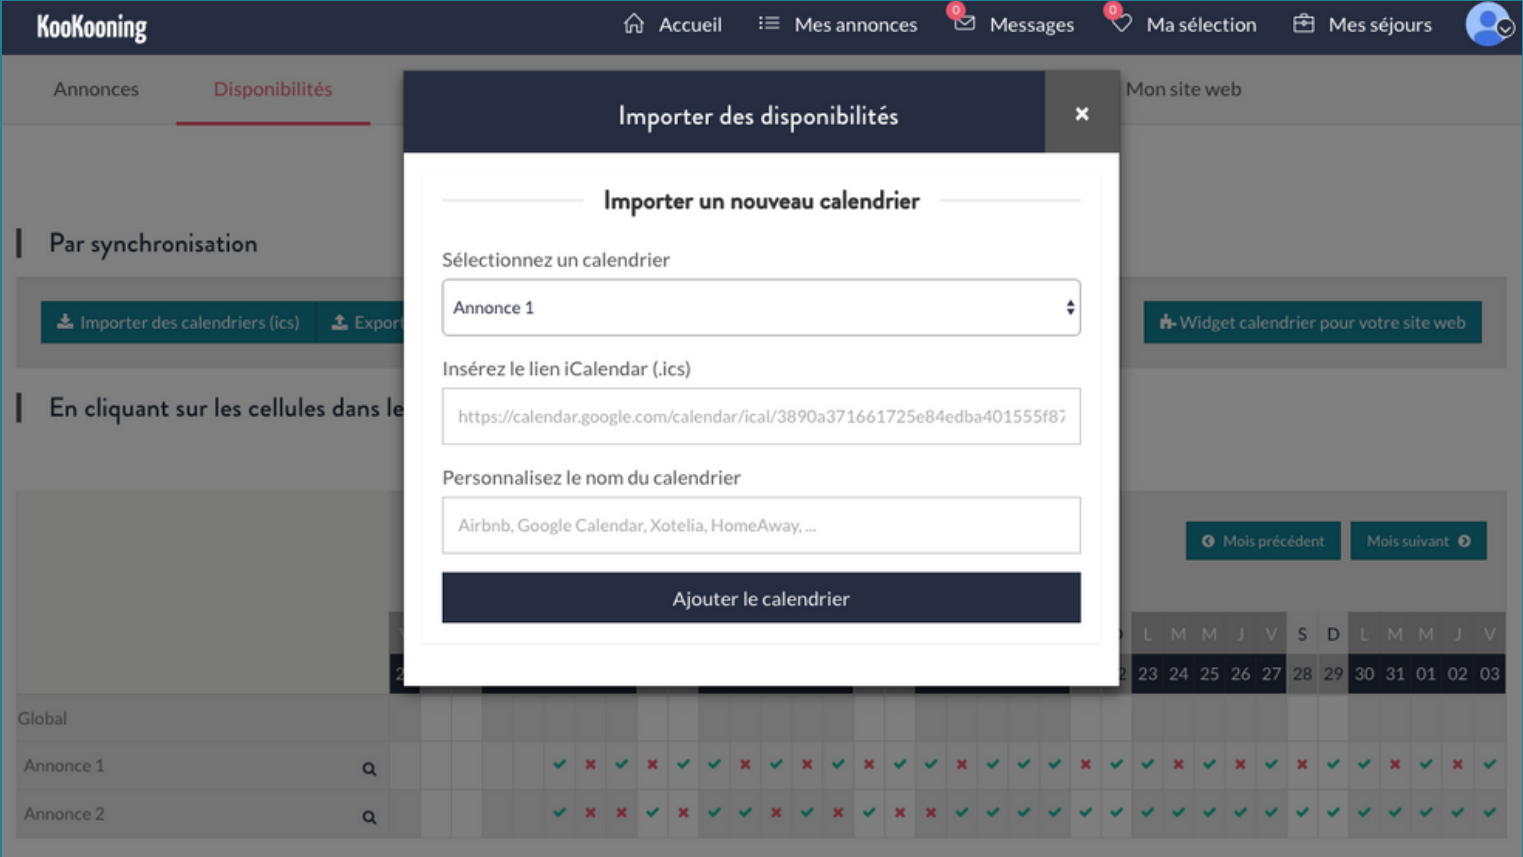 KooKooning
Accueil
Mes annonces
0
Messages
0
Ma sélection
Mes séjours
Annonces
Disponibilités
Mon site web
Importer des disponibilités
Importer un nouveau calendrier
Sélectionnez un calendrier
Annonce 1
Insérez le lien iCalendar (.ics)
https://calendar.google.com/calendar/ical/3890a371661725e84edba401555f87
Personnalisez le nom du calendrier
Airbnb, Google Calendar, Xotelia, HomeAway, ...
Ajouter le calendrier
Par synchronisation
Importer des calendriers (ics)
Export
Widget calendrier pour votre site web
En cliquant sur les cellules dans le
Mois précédent
Mois suivant
L M M J V S D L M M J V
23 24 25 26 27 28 29 30 31 01 02 03
Global
Annonce 1
Annonce 2